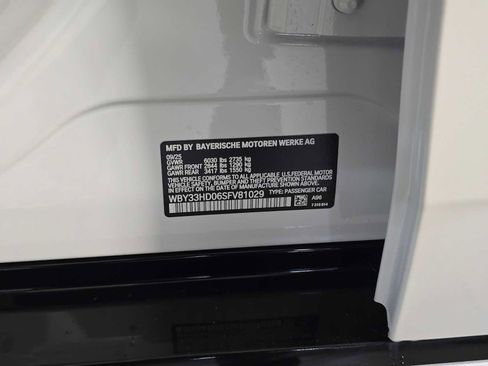 MFD BY BAYERISCHE MOTOREN WERKE AG
09/25
GVWR 6030 lbs 2735 kg
GAWR FRONT 2844 lbs 1290 kg
GAWR REAR 3417 lbs 1550 kg
THIS VEHICLE CONFORMS TO ALL APPLICABLE U.S. FEDERAL
MOTOR VEHICLE SAFETY, BUMPER, AND THEFT PREVENTION
STANDARDS IN EFFECT ON THE DATE OF MANUFACTURE SHOWN ABOVE.
WBY33HD06SFV81029 TYPE: PASSENGER CAR
A96